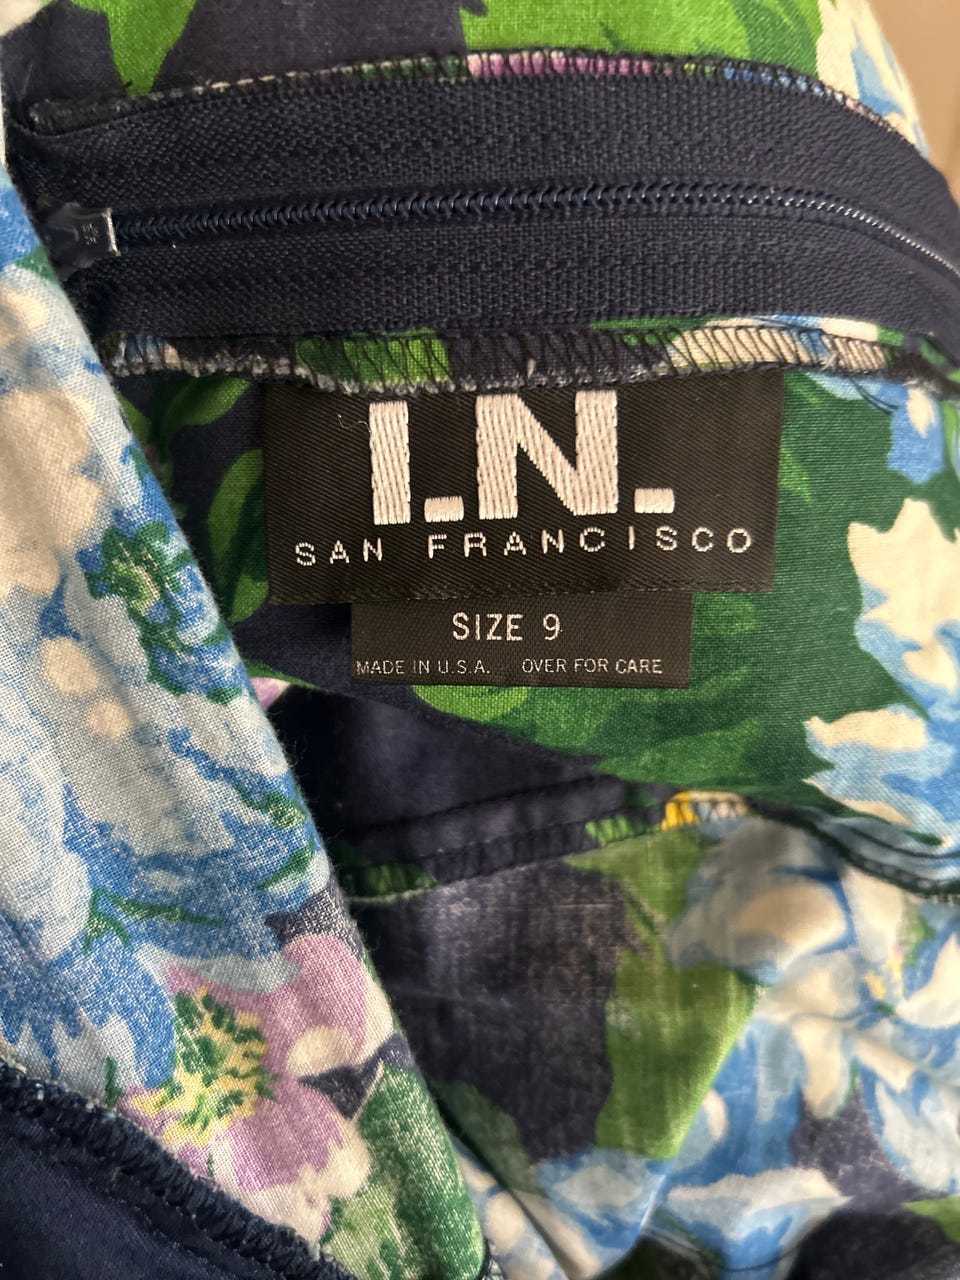 I.N.
SAN FRANCISCO
SIZE 9
MADE IN U.S.A. OVER FOR CARE